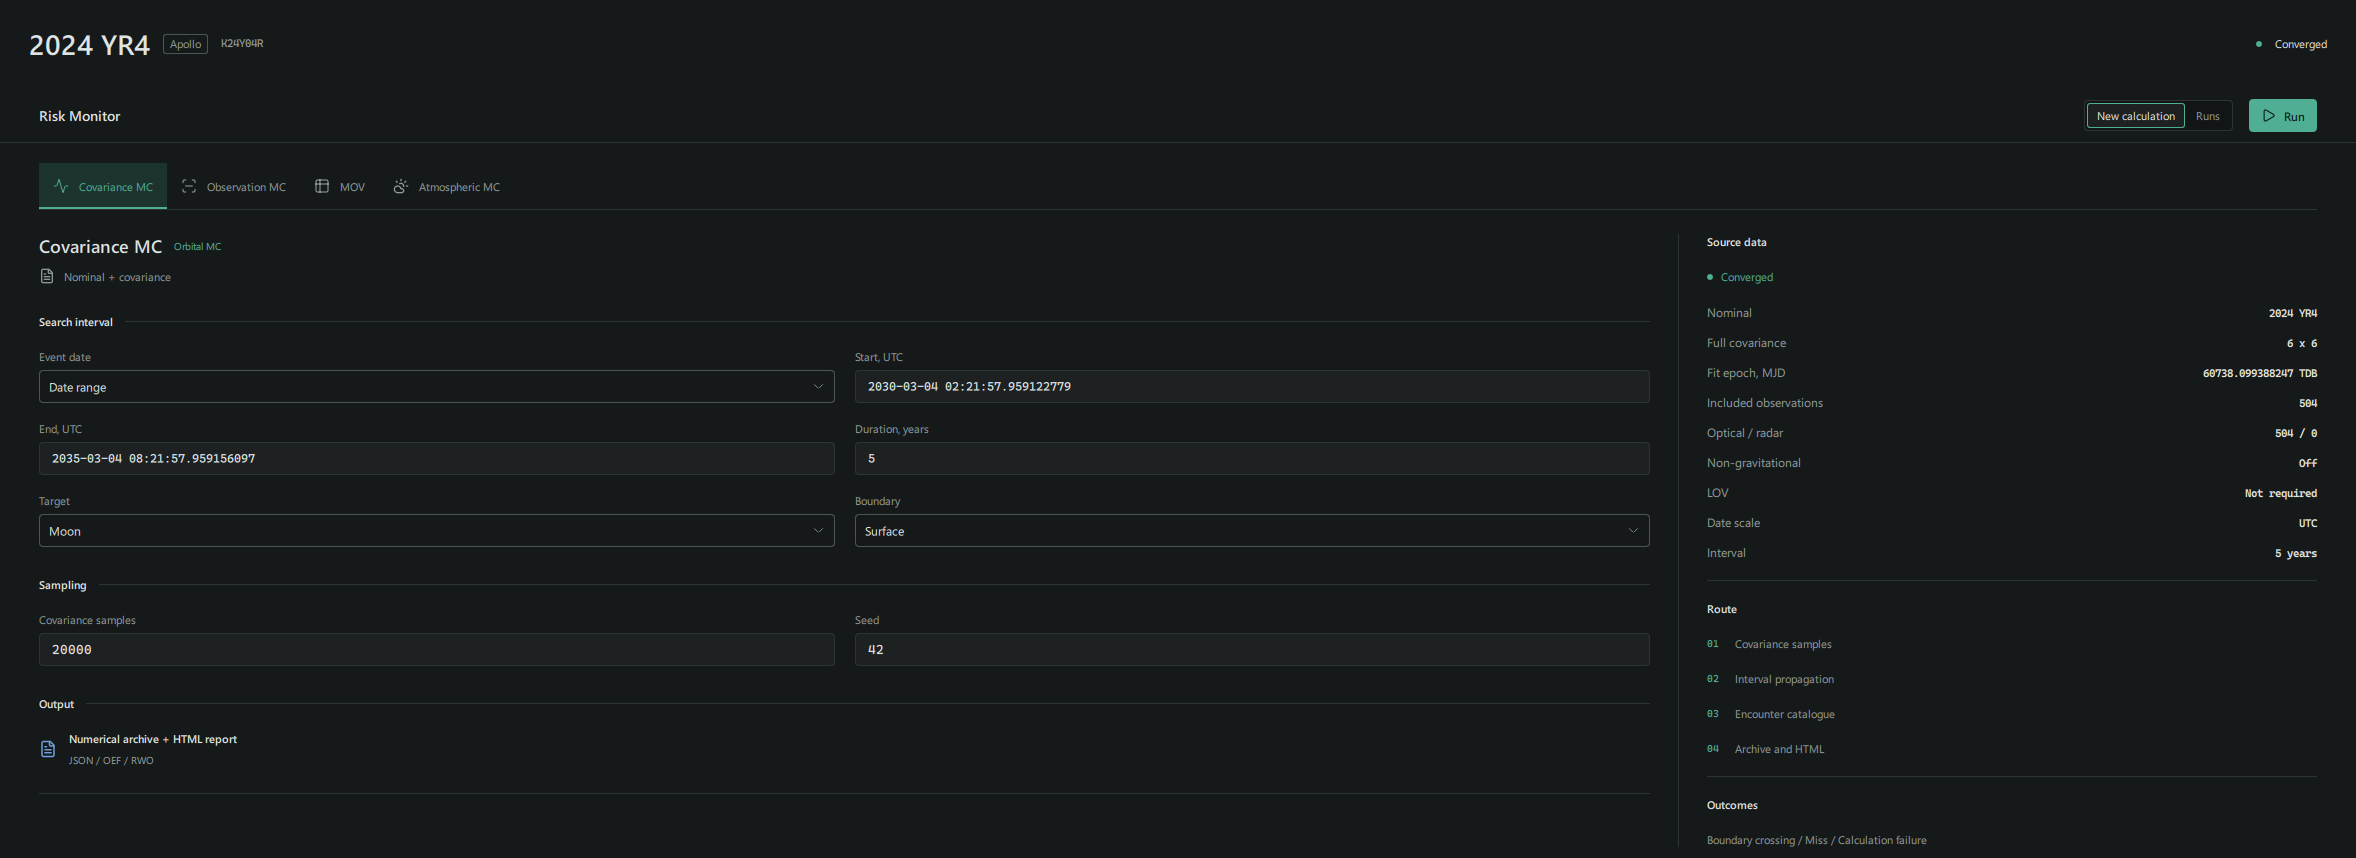 2024 YR4 Apollo K24Y04R
Converged
Risk Monitor
New calculation Runs Run
Covariance MC Observation MC MOV Atmospheric MC
Covariance MC Orbital MC
Nominal + covariance
Search interval
Event date
Date range
Start, UTC
2030-03-04 02:21:57.959122779
End, UTC
2035-03-04 08:21:57.959156097
Duration, years
5
Target
Moon
Boundary
Surface
Sampling
Covariance samples
20000
Seed
42
Output
Numerical archive + HTML report
JSON / OEF / RWO
Source data
Converged
Nominal 2024 YR4
Full covariance 6 x 6
Fit epoch, MJD 60738.099388247 TDB
Included observations 504
Optical / radar 504 / 0
Non-gravitational Off
LOV Not required
Date scale UTC
Interval 5 years
Route
01 Covariance samples
02 Interval propagation
03 Encounter catalogue
04 Archive and HTML
Outcomes
Boundary crossing / Miss / Calculation failure